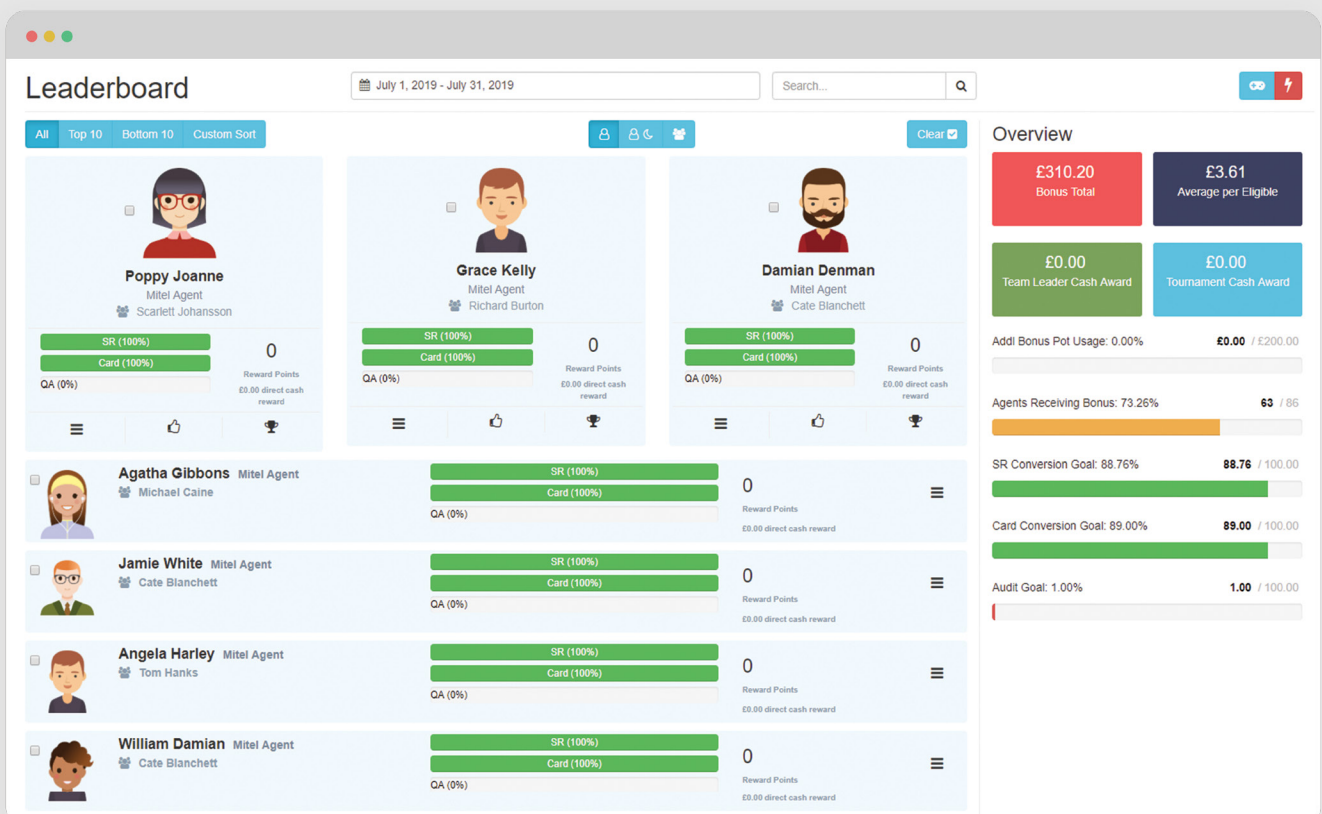 Leaderboard
July 1, 2019 - July 31, 2019
Search...
All
Top 10
Bottom 10
Custom Sort
Clear
Poppy Joanne
Mitel Agent
Scarlett Johansson
SR (100%)
Card (100%)
QA (0%)
0
Reward Points
£0.00 direct cash
reward
Grace Kelly
Mitel Agent
Richard Burton
SR (100%)
Card (100%)
QA (0%)
0
Reward Points
£0.00 direct cash
reward
Damian Denman
Mitel Agent
Cate Blanchett
SR (100%)
Card (100%)
QA (0%)
0
Reward Points
£0.00 direct cash
reward
Agatha Gibbons Mitel Agent
Michael Caine
SR (100%)
Card (100%)
QA (0%)
0
Reward Points
£0.00 direct cash reward
Jamie White Mitel Agent
Cate Blanchett
SR (100%)
Card (100%)
QA (0%)
0
Reward Points
£0.00 direct cash reward
Angela Harley Mitel Agent
Tom Hanks
SR (100%)
Card (100%)
QA (0%)
0
Reward Points
£0.00 direct cash reward
William Damian Mitel Agent
Cate Blanchett
SR (100%)
Card (100%)
QA (0%)
0
Reward Points
£0.00 direct cash reward
Overview
£310.20
Bonus Total
£3.61
Average per Eligible
£0.00
Team Leader Cash Award
£0.00
Tournament Cash Award
Addl Bonus Pot Usage: 0.00% £0.00 / £200.00
Agents Receiving Bonus: 73.26% 63 / 86
SR Conversion Goal: 88.76% 88.76 / 100.00
Card Conversion Goal: 89.00% 89.00 / 100.00
Audit Goal: 1.00% 1.00 / 100.00